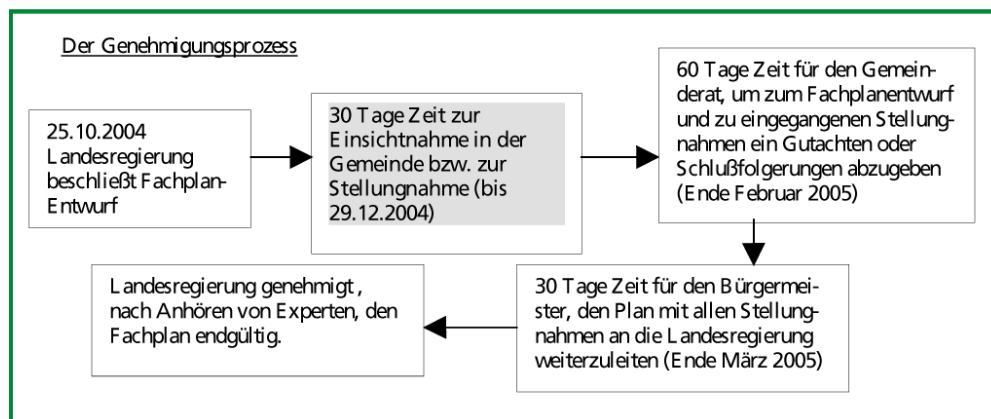 Der Genehmigungsprozess
25.10.2004
Landesregierung
beschließt Fachplan-
Entwurf
30 Tage Zeit zur
Einsichtnahme in der
Gemeinde bzw. zur
Stellungnahme (bis
29.12.2004)
60 Tage Zeit für den Gemein-
derat, um zum Fachplanentwurf
und zu eingegangenen Stellung-
nahmen ein Gutachten oder
Schlußfolgerungen abzugeben
(Ende Februar 2005)
30 Tage Zeit für den Bürgermei-
ster, den Plan mit allen Stellung-
nahmen an die Landesregierung
weiterzuleiten (Ende März 2005)
Landesregierung genehmigt ,
nach Anhören von Experten, den
Fachplan endgültig.